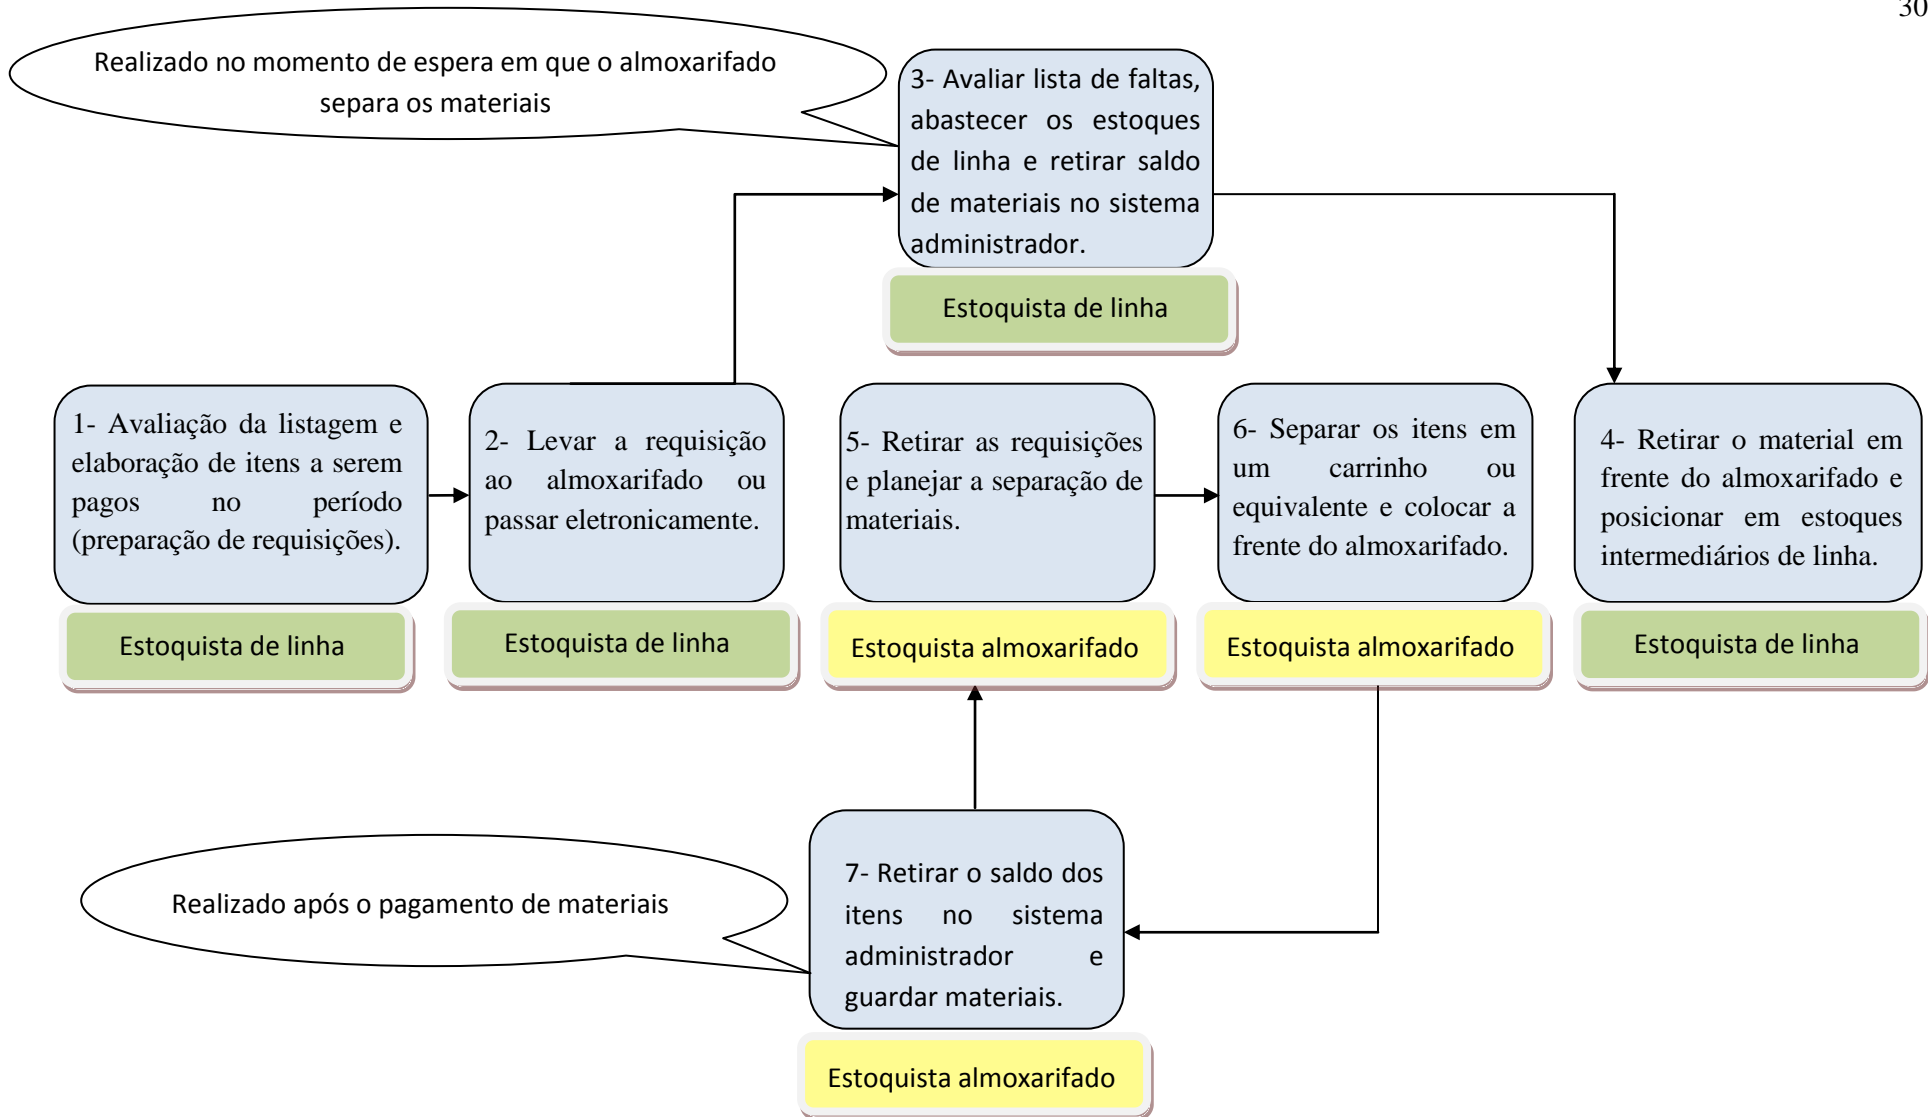 30
Realizado no momento de espera em que o almoxarifado
separa os materiais
3- Avaliar lista de faltas,
abastecer os estoques
de linha e retirar saldo
de materiais no sistema
administrador.
Estoquista de linha
1- Avaliação da listagem e
elaboração de itens a serem
pagos no período
(preparação de requisições).
Estoquista de linha
2- Levar a requisição
ao almoxarifado ou
passar eletronicamente.
Estoquista de linha
5- Retirar as requisições
e planejar a separação de
materiais.
Estoquista almoxarifado
6- Separar os itens em
um carrinho ou
equivalente e colocar a
frente do almoxarifado.
Estoquista almoxarifado
4- Retirar o material em
frente do almoxarifado e
posicionar em estoques
intermediários de linha.
Estoquista de linha
Realizado após o pagamento de materiais
7- Retirar o saldo dos
itens no sistema
administrador e
guardar materiais.
Estoquista almoxarifado